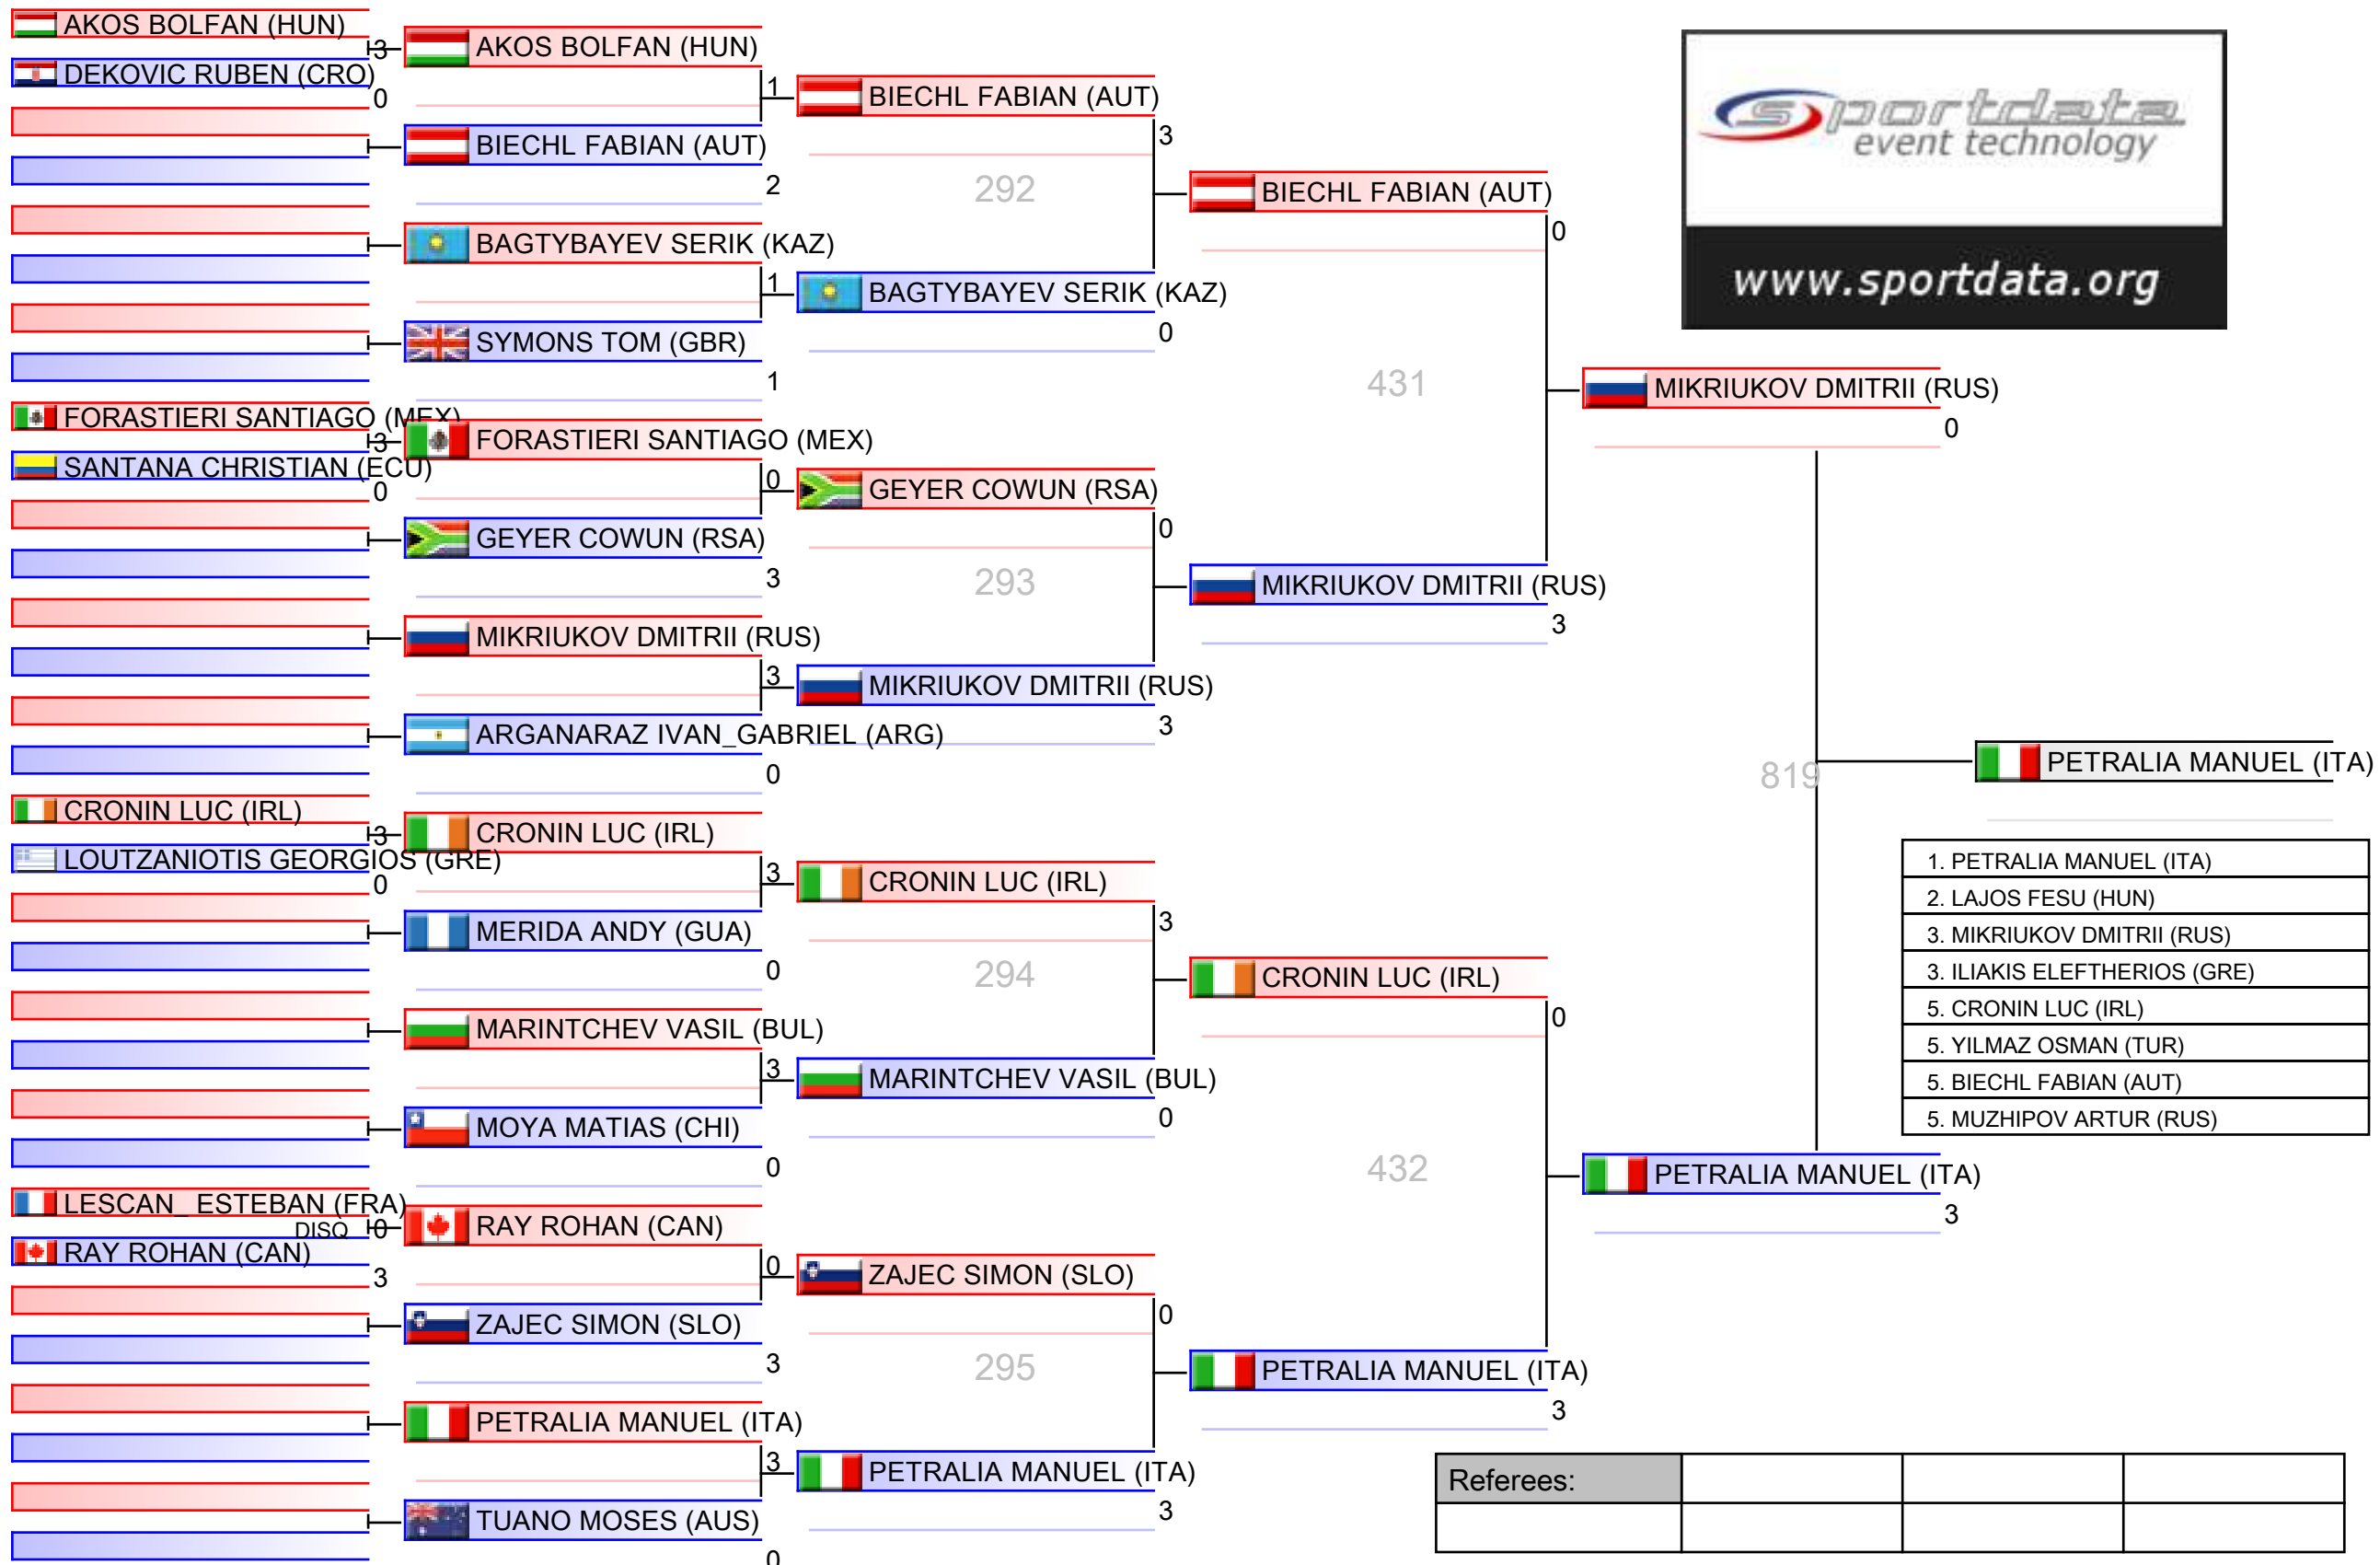 AKOS BOLFAN (HUN)
3
DEKOVIC RUBEN (CRO)
0
FORASTIERI SANTIAGO (MEX)
3
SANTANA CHRISTIAN (ECU)
0
CRONIN LUC (IRL)
3
LOUTZANIOTIS GEORGIOS (GRE)
0
LESCAN_ ESTEBAN (FRA)
DISQ 0
RAY ROHAN (CAN)
3
AKOS BOLFAN (HUN)
1
BIECHL FABIAN (AUT)
2
BAGTYBAYEV SERIK (KAZ)
1
SYMONS TOM (GBR)
1
FORASTIERI SANTIAGO (MEX)
0
GEYER COWUN (RSA)
3
MIKRIUKOV DMITRII (RUS)
3
ARGANARAZ IVAN_GABRIEL (ARG)
0
CRONIN LUC (IRL)
3
MERIDA ANDY (GUA)
0
MARINTCHEV VASIL (BUL)
3
MOYA MATIAS (CHI)
0
RAY ROHAN (CAN)
0
ZAJEC SIMON (SLO)
3
PETRALIA MANUEL (ITA)
3
TUANO MOSES (AUS)
0
BIECHL FABIAN (AUT)
3
292
BAGTYBAYEV SERIK (KAZ)
0
GEYER COWUN (RSA)
0
293
MIKRIUKOV DMITRII (RUS)
3
CRONIN LUC (IRL)
3
294
MARINTCHEV VASIL (BUL)
0
ZAJEC SIMON (SLO)
0
295
PETRALIA MANUEL (ITA)
3
BIECHL FABIAN (AUT)
0
431
MIKRIUKOV DMITRII (RUS)
3
CRONIN LUC (IRL)
0
432
PETRALIA MANUEL (ITA)
3
MIKRIUKOV DMITRII (RUS)
0
819
PETRALIA MANUEL (ITA)
3
PETRALIA MANUEL (ITA)
sportdata
event technology
www.sportdata.org
1. PETRALIA MANUEL (ITA)
2. LAJOS FESU (HUN)
3. MIKRIUKOV DMITRII (RUS)
3. ILIAKIS ELEFTHERIOS (GRE)
5. CRONIN LUC (IRL)
5. YILMAZ OSMAN (TUR)
5. BIECHL FABIAN (AUT)
5. MUZHIPOV ARTUR (RUS)
Referees: